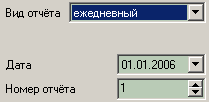 Вид отчёта ежедневный
Дата 01.01.2006
Номер отчёта 1